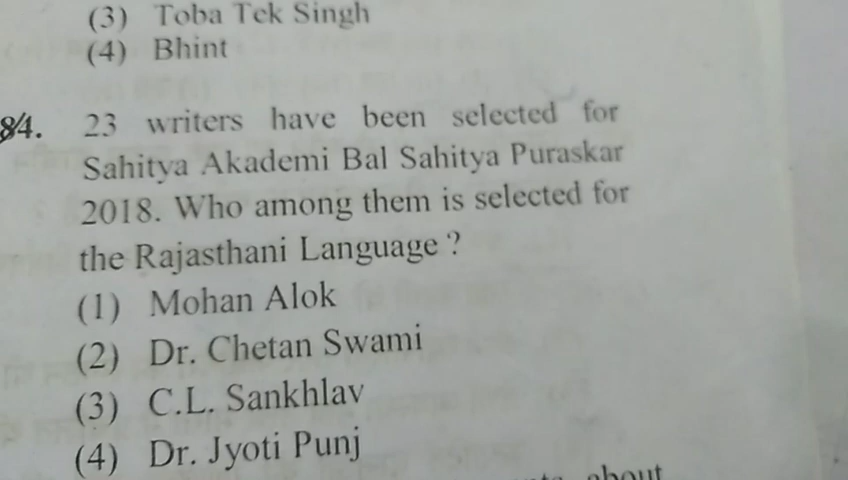 (3) Toba Tek Singh
(4) Bhint
84. 23 writers have been selected for
Sahitya Akademi Bal Sahitya Puraskar
2018. Who among them is selected for
the Rajasthani Language ?
(1) Mohan Alok
(2) Dr. Chetan Swami
(3) C.L. Sankhlav
(4) Dr. Jyoti Punj
about